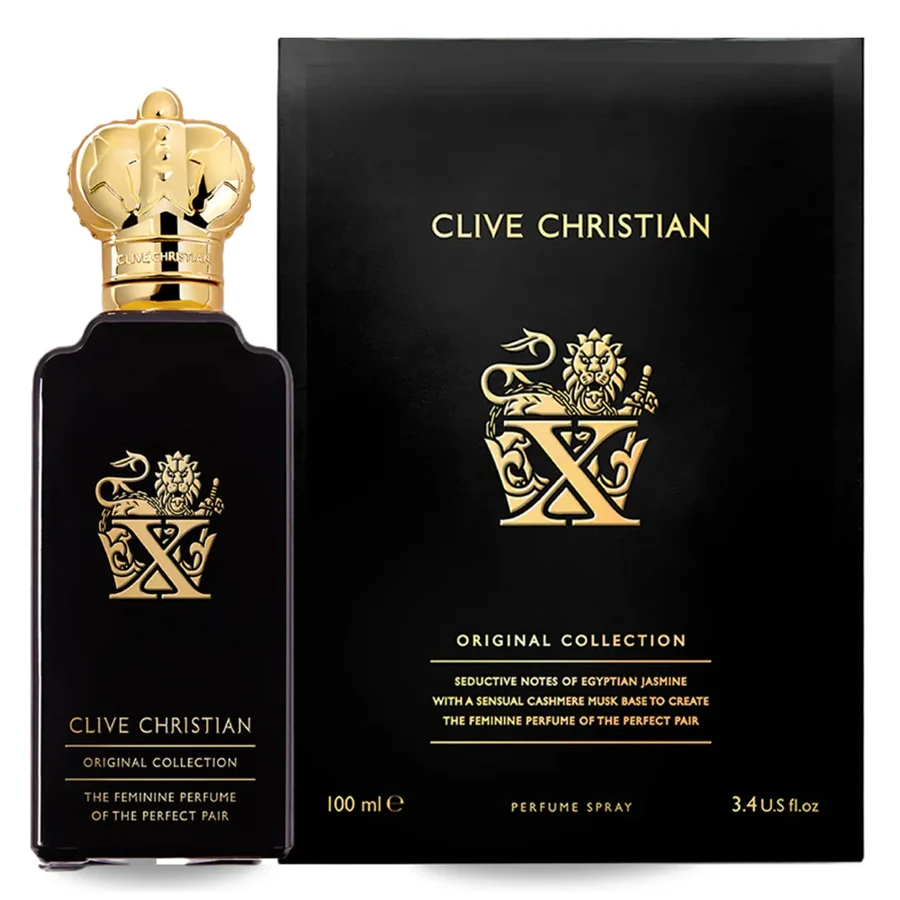 CLIVE CHRISTIAN
X
CLIVE CHRISTIAN
ORIGINAL COLLECTION
THE FEMININE PERFUME
OF THE PERFECT PAIR
CLIVE CHRISTIAN
X
ORIGINAL COLLECTION
SEDUCTIVE NOTES OF EGYPTIAN JASMINE
WITH A SENSUAL CASHMERE MUSK BASE TO CREATE
THE FEMININE PERFUME OF THE PERFECT PAIR
100 ml ℮ PERFUME SPRAY 3.4 U.S fl.oz